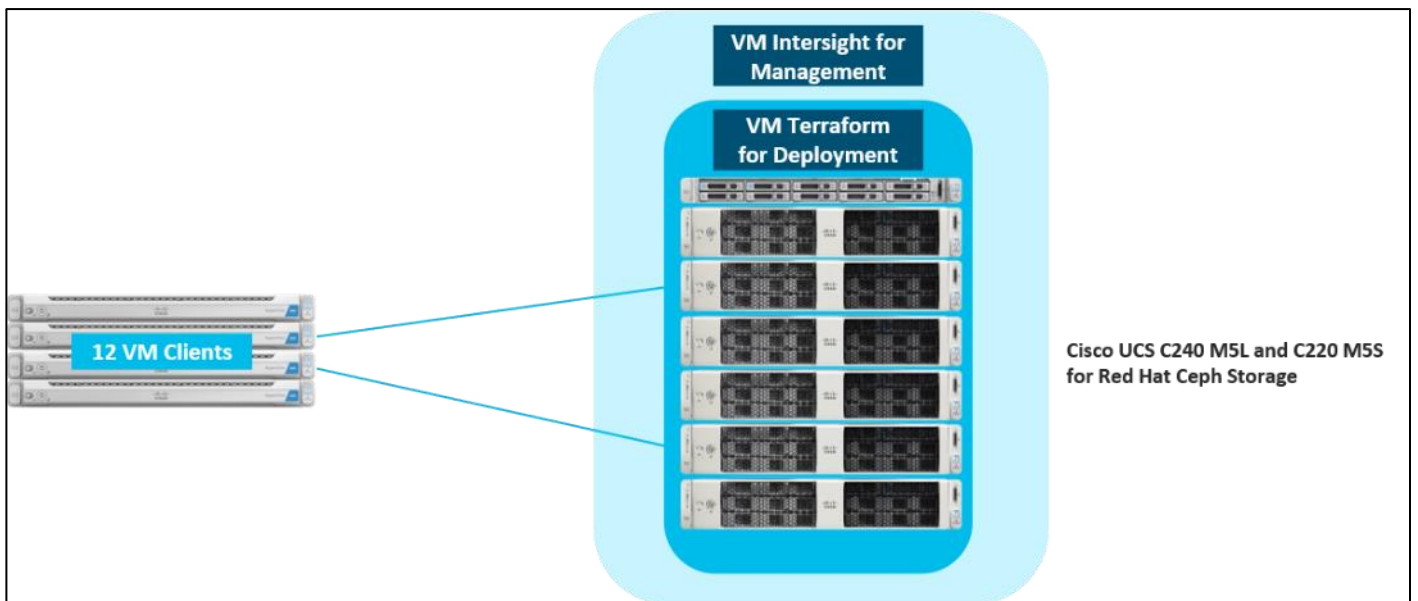 VM Intersight for
Management
VM Terraform
for Deployment
12 VM Clients
Cisco UCS C240 M5L and C220 M5S
for Red Hat Ceph Storage